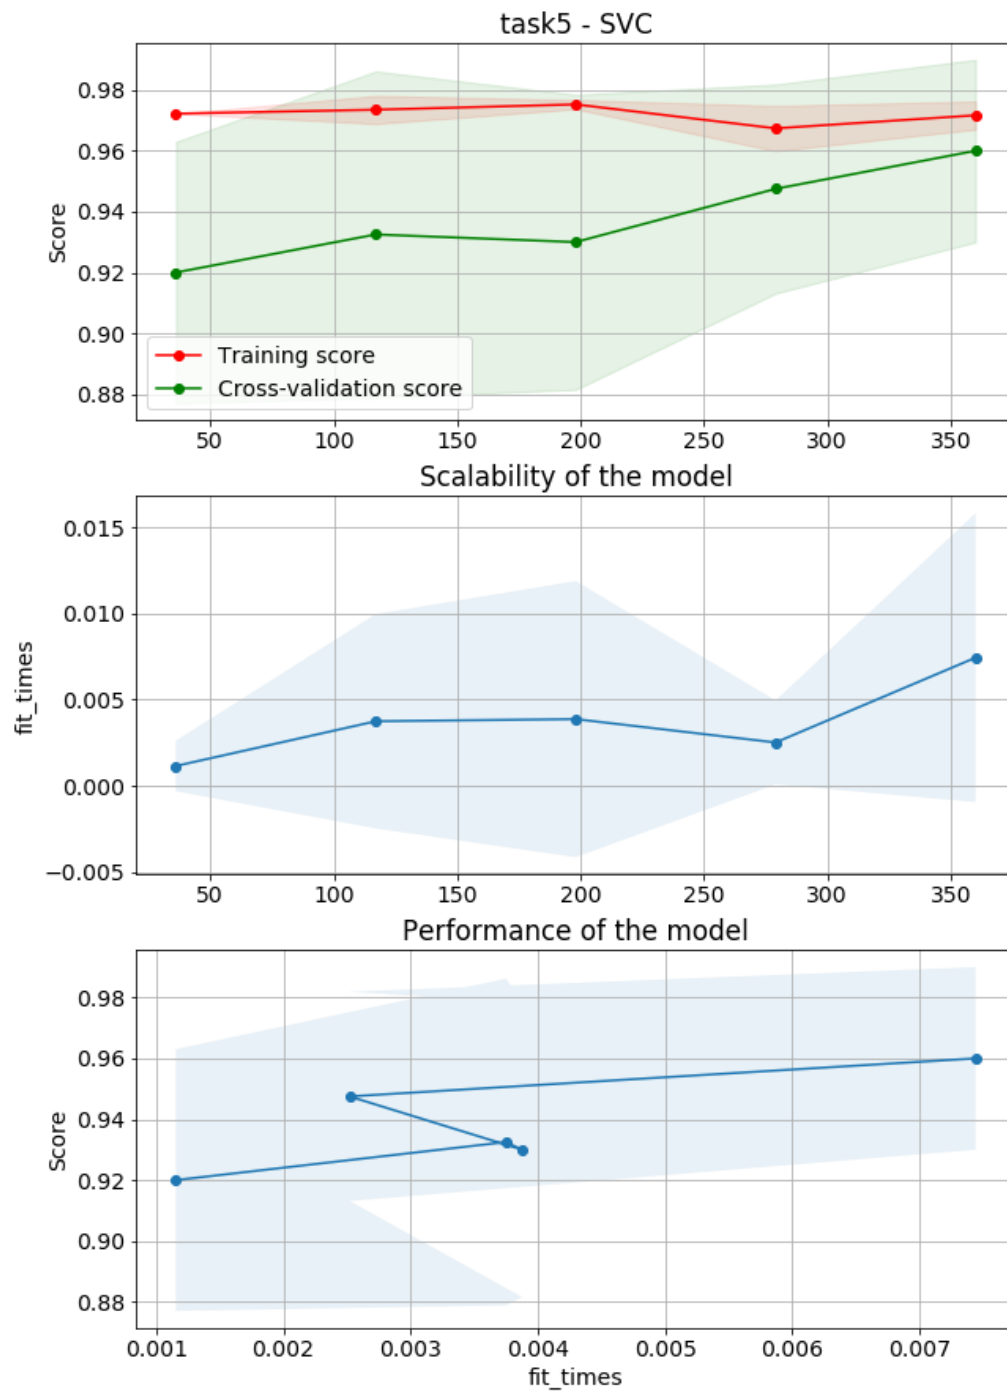 task5 - SVC
0.98
0.96
0.94
0.92
0.90
0.88
Score
Training score
Cross-validation score
50 100 150 200 250 300 350
Scalability of the model
0.015
0.010
0.005
0.000
−0.005
fit_times
50 100 150 200 250 300 350
Performance of the model
0.98
0.96
0.94
0.92
0.90
0.88
Score
0.001 0.002 0.003 0.004 0.005 0.006 0.007
fit_times